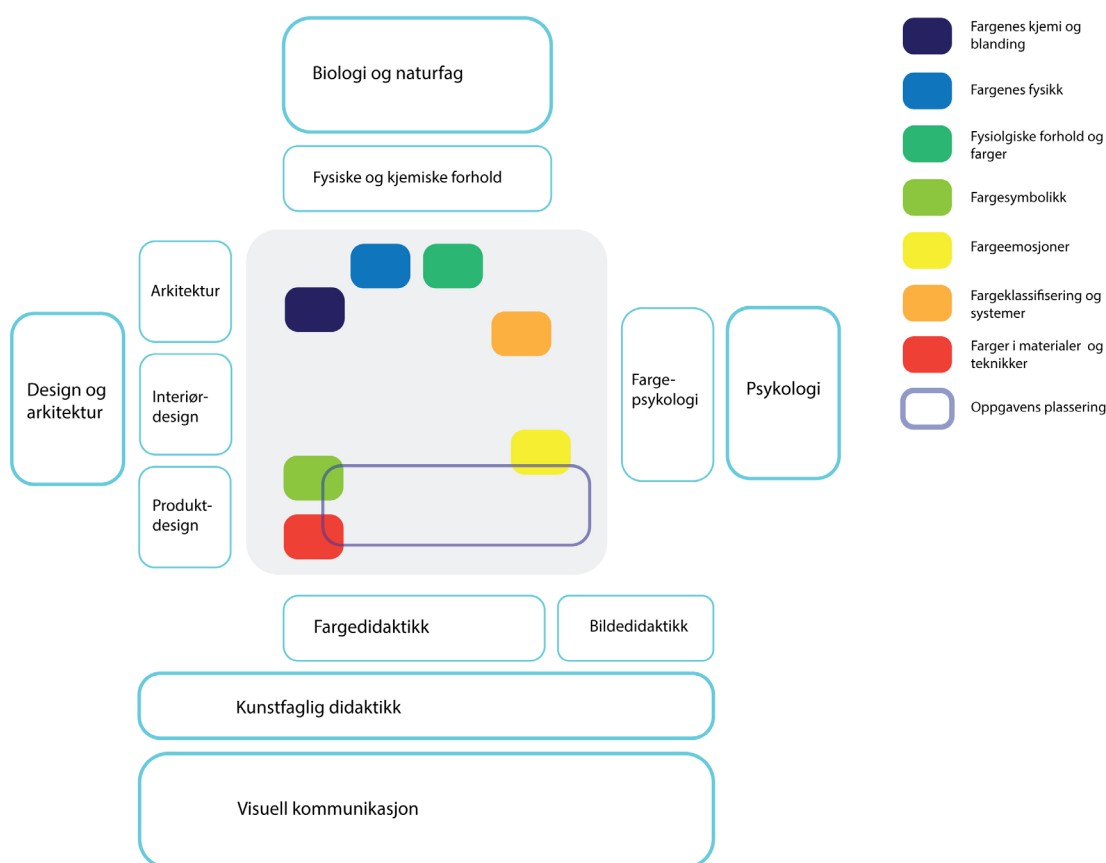 Biologi og naturfag
Fysiske og kjemiske forhold
Arkitektur
Interiør-
design
Produkt-
design
Design og
arkitektur
Farge-
psykologi
Psykologi
Fargedidaktikk
Bildedidaktikk
Kunstfaglig didaktikk
Visuell kommunikasjon
Fargenes kjemi og
blanding
Fargenes fysikk
Fysiolgiske forhold og
farger
Fargesymbolikk
Fargeemosjoner
Fargeklassifisering og
systemer
Farger i materialer og
teknikker
Oppgavens plassering